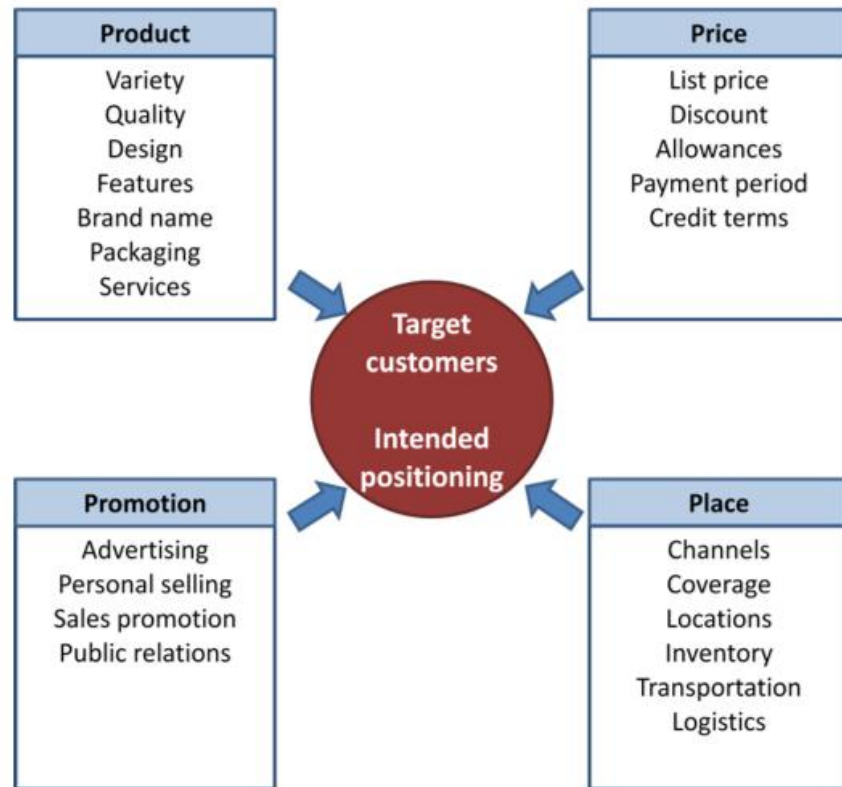 Product
Variety
Quality
Design
Features
Brand name
Packaging
Services
Price
List price
Discount
Allowances
Payment period
Credit terms
Target
customers
Intended
positioning
Promotion
Advertising
Personal selling
Sales promotion
Public relations
Place
Channels
Coverage
Locations
Inventory
Transportation
Logistics